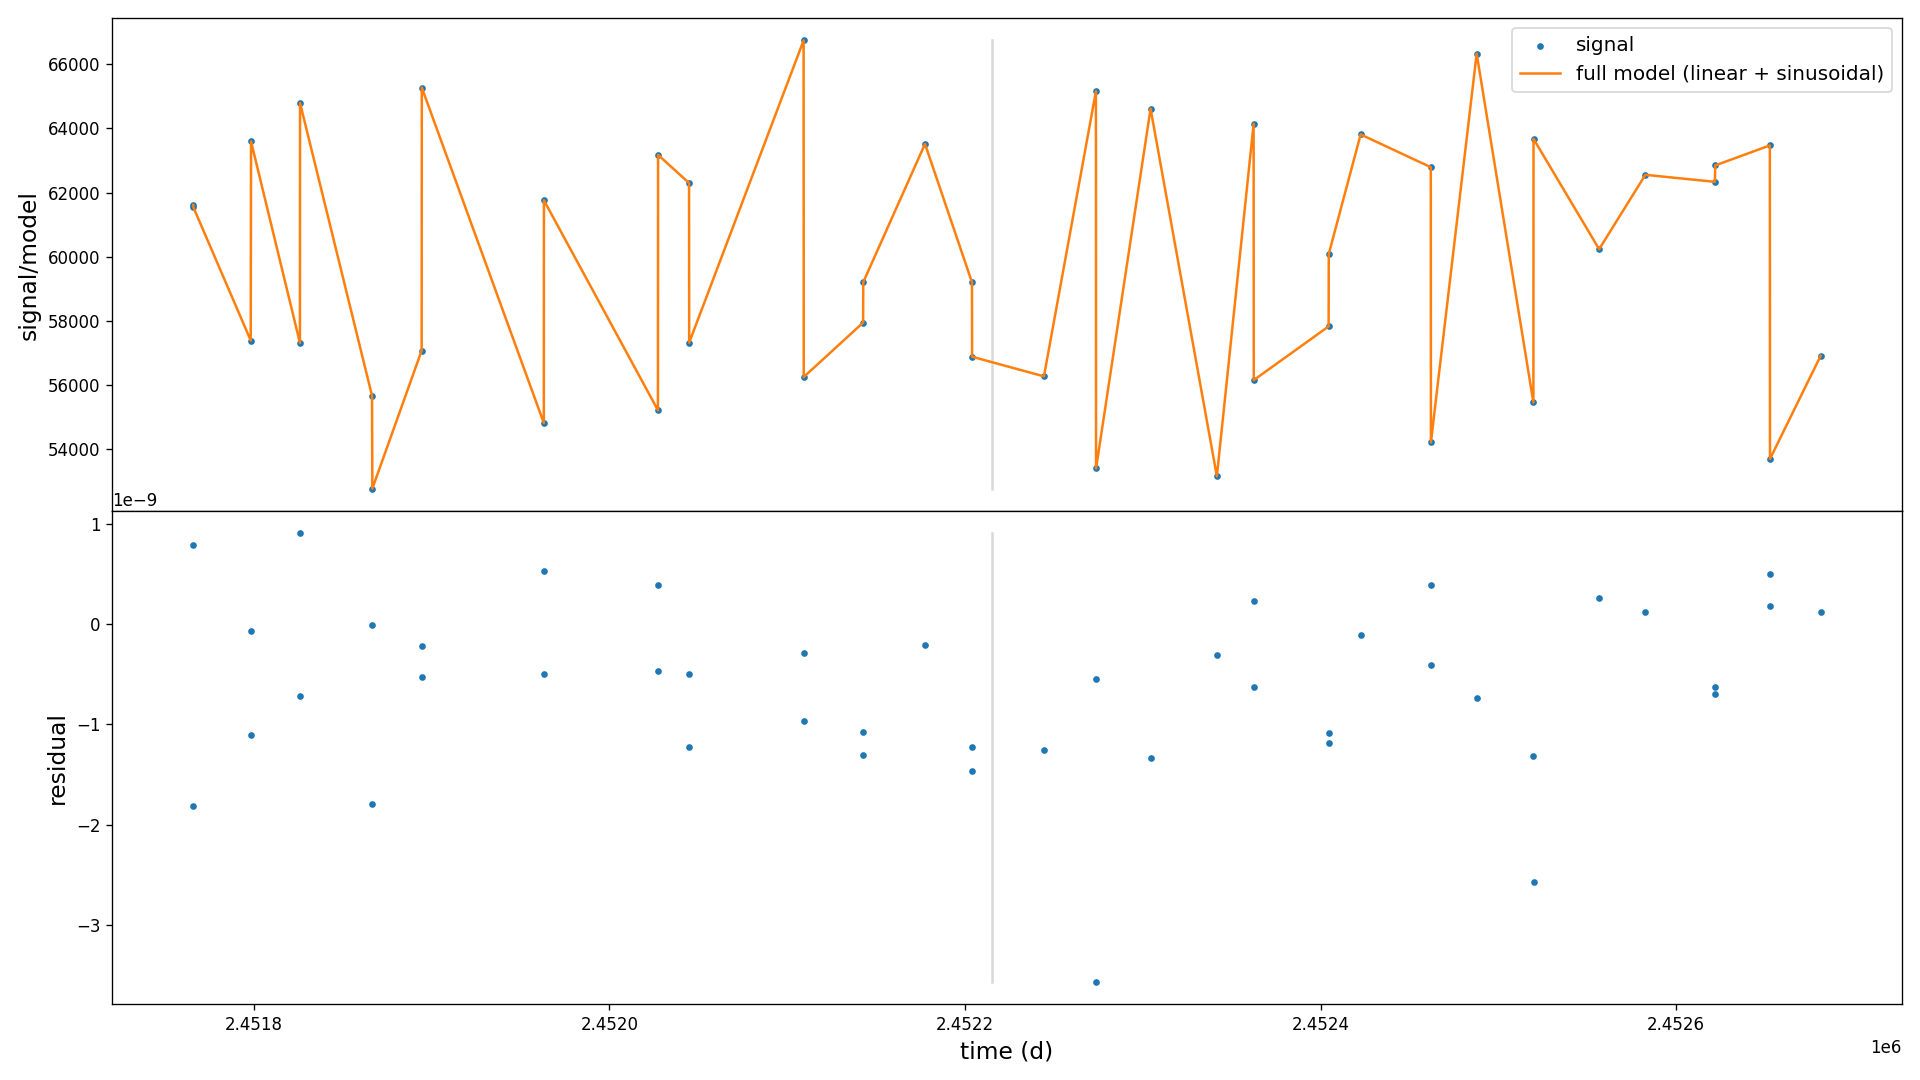 signal
full model (linear + sinusoidal)
signal/model
66000
64000
62000
60000
58000
56000
54000
1e−9
residual
1
0
−1
−2
−3
2.4518
2.4520
2.4522
2.4524
2.4526
time (d)
1e6